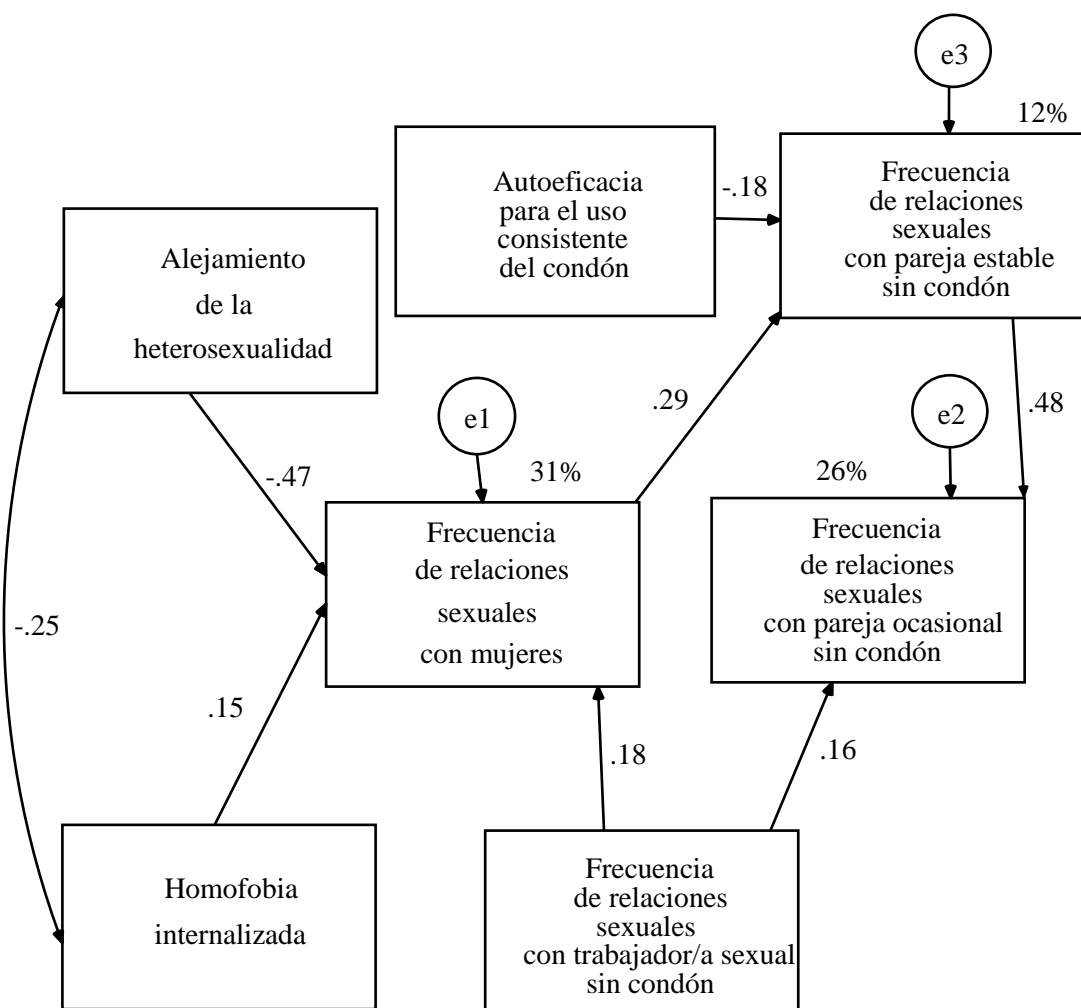 e3
12%
Autoeficacia
para el uso
consistente
del condón
-.18
Frecuencia
de relaciones
sexuales
con pareja estable
sin condón
Alejamiento
de la
heterosexualidad
.29
.48
e1
e2
-.47
31%
26%
Frecuencia
de relaciones
sexuales
con mujeres
Frecuencia
de relaciones
sexuales
con pareja ocasional
sin condón
-.25
.15
.18
.16
Homofobia
internalizada
Frecuencia
de relaciones
sexuales
con trabajador/a sexual
sin condón